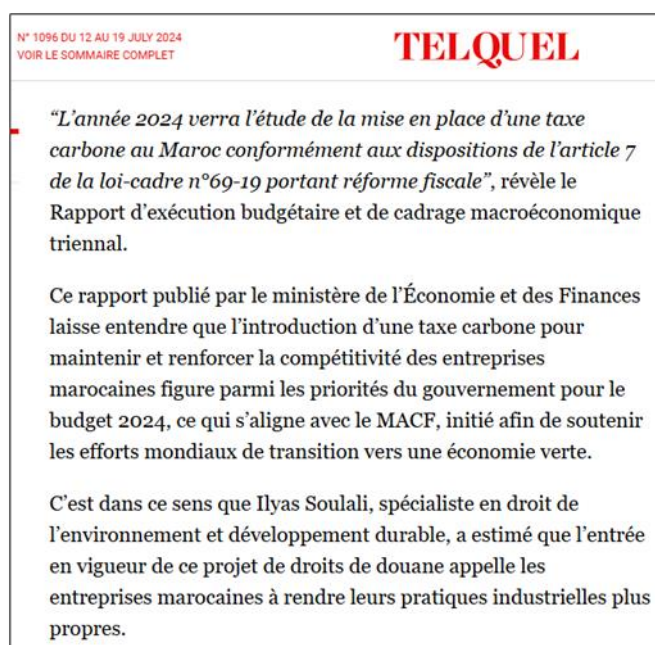 N° 1096 DU 12 AU 19 JULY 2024
VOIR LE SOMMAIRE COMPLET
TELQUEL
“L’année 2024 verra l’étude de la mise en place d’une taxe
carbone au Maroc conformément aux dispositions de l’article 7
de la loi-cadre n°69-19 portant réforme fiscale”, révèle le
Rapport d’exécution budgétaire et de cadrage macroéconomique
triennal.
Ce rapport publié par le ministère de l’Économie et des Finances
laisse entendre que l’introduction d’une taxe carbone pour
maintenir et renforcer la compétitivité des entreprises
marocaines figure parmi les priorités du gouvernement pour le
budget 2024, ce qui s’aligne avec le MACF, initié afin de soutenir
les efforts mondiaux de transition vers une économie verte.
C’est dans ce sens que Ilyas Soulali, spécialiste en droit de
l’environnement et développement durable, a estimé que l’entrée
en vigueur de ce projet de droits de douane appelle les
entreprises marocaines à rendre leurs pratiques industrielles plus
propres.